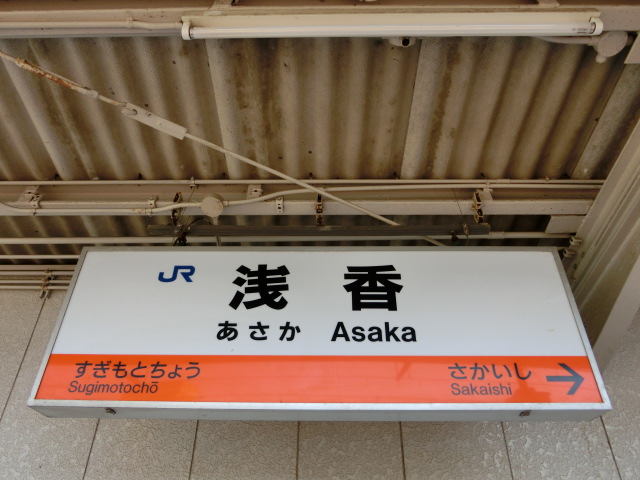 JR 浅香
あさか Asaka
すぎもとちょう さかいし →
Sugimotochō Sakaishi